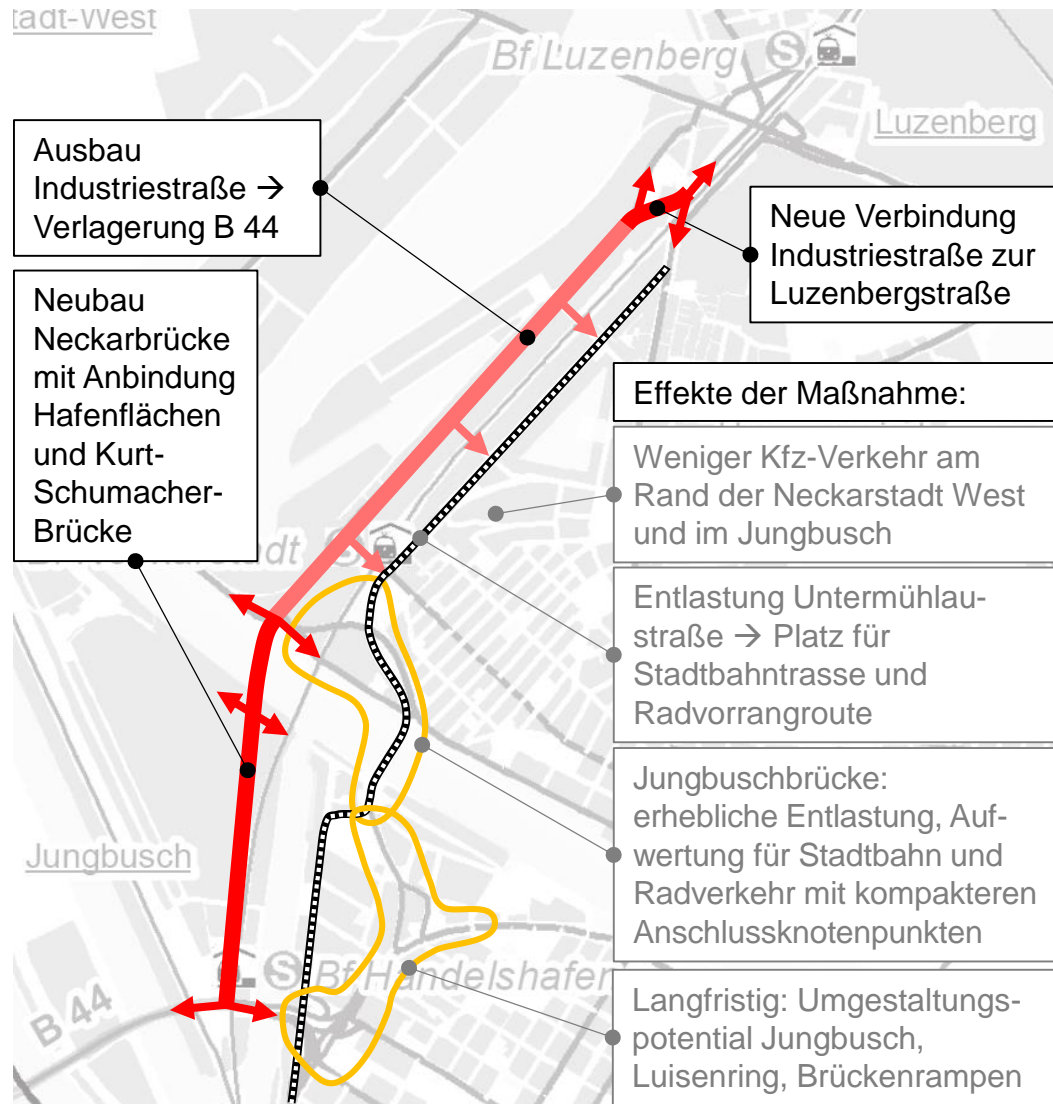 tadt-West
Bf Luzenberg S
Luzenberg
Ausbau
Industriestraße →
Verlagerung B 44
Neue Verbindung
Industriestraße zur
Luzenbergstraße
Neubau
Neckarbrücke
mit Anbindung
Hafenflächen
und Kurt-
Schumacher-
Brücke
Effekte der Maßnahme:
Weniger Kfz-Verkehr am
Rand der Neckarstadt West
und im Jungbusch
Entlastung Untermühlau-
straße → Platz für
Stadtbahntrasse und
Radvorrangroute
Jungbuschbrücke:
erhebliche Entlastung, Auf-
wertung für Stadtbahn und
Radverkehr mit kompakteren
Anschlussknotenpunkten
Jungbusch
S Bf Handelshafen
B 44
Langfristig: Umgestaltungs-
potential Jungbusch,
Luisenring, Brückenrampen